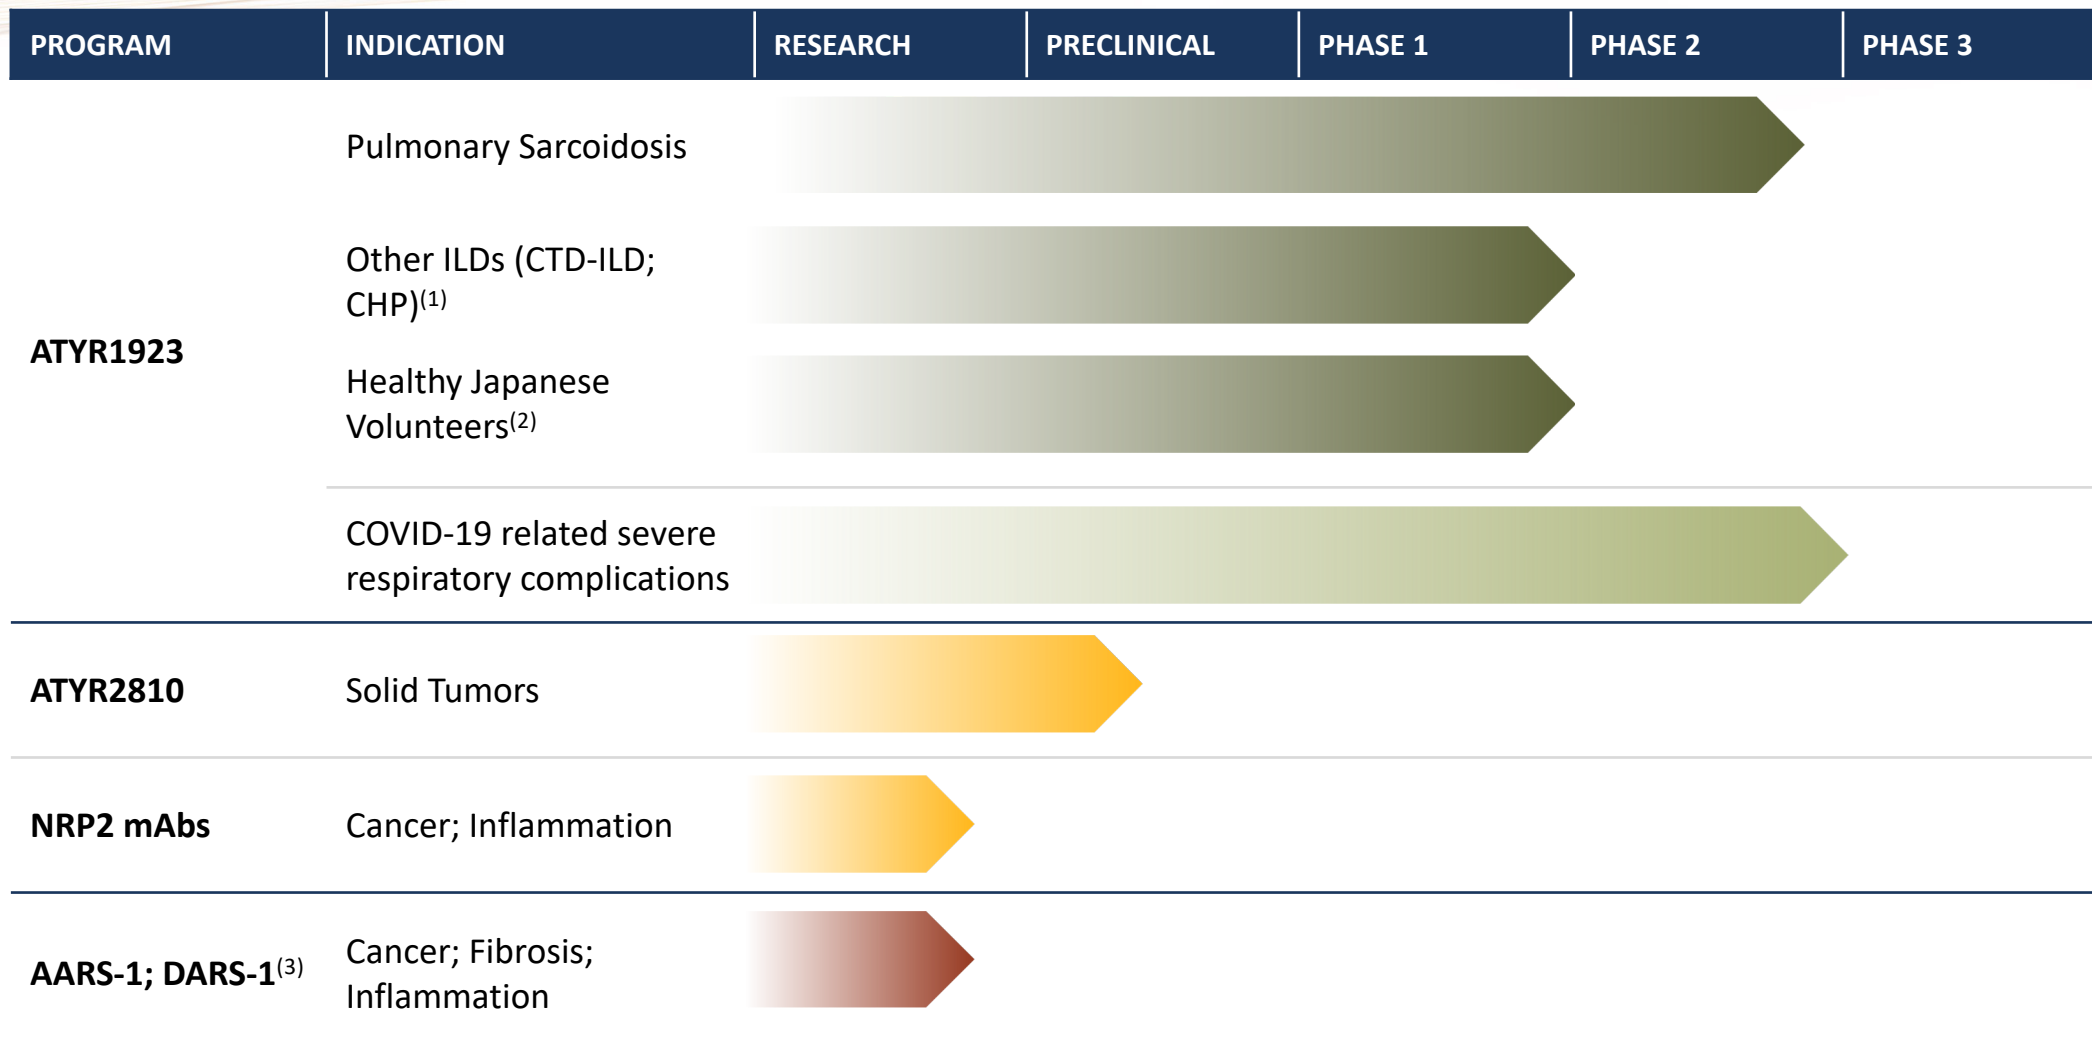 PROGRAM INDICATION RESEARCH PRECLINICAL PHASE 1 PHASE 2 PHASE 3
Pulmonary Sarcoidosis
Other ILDs (CTD-ILD;
CHP)(1)
ATYR1923
Healthy Japanese
Volunteers(2)
COVID-19 related severe
respiratory complications
ATYR2810 Solid Tumors
NRP2 mAbs Cancer; Inflammation
AARS-1; DARS-1(3)
Cancer; Fibrosis;
Inflammation